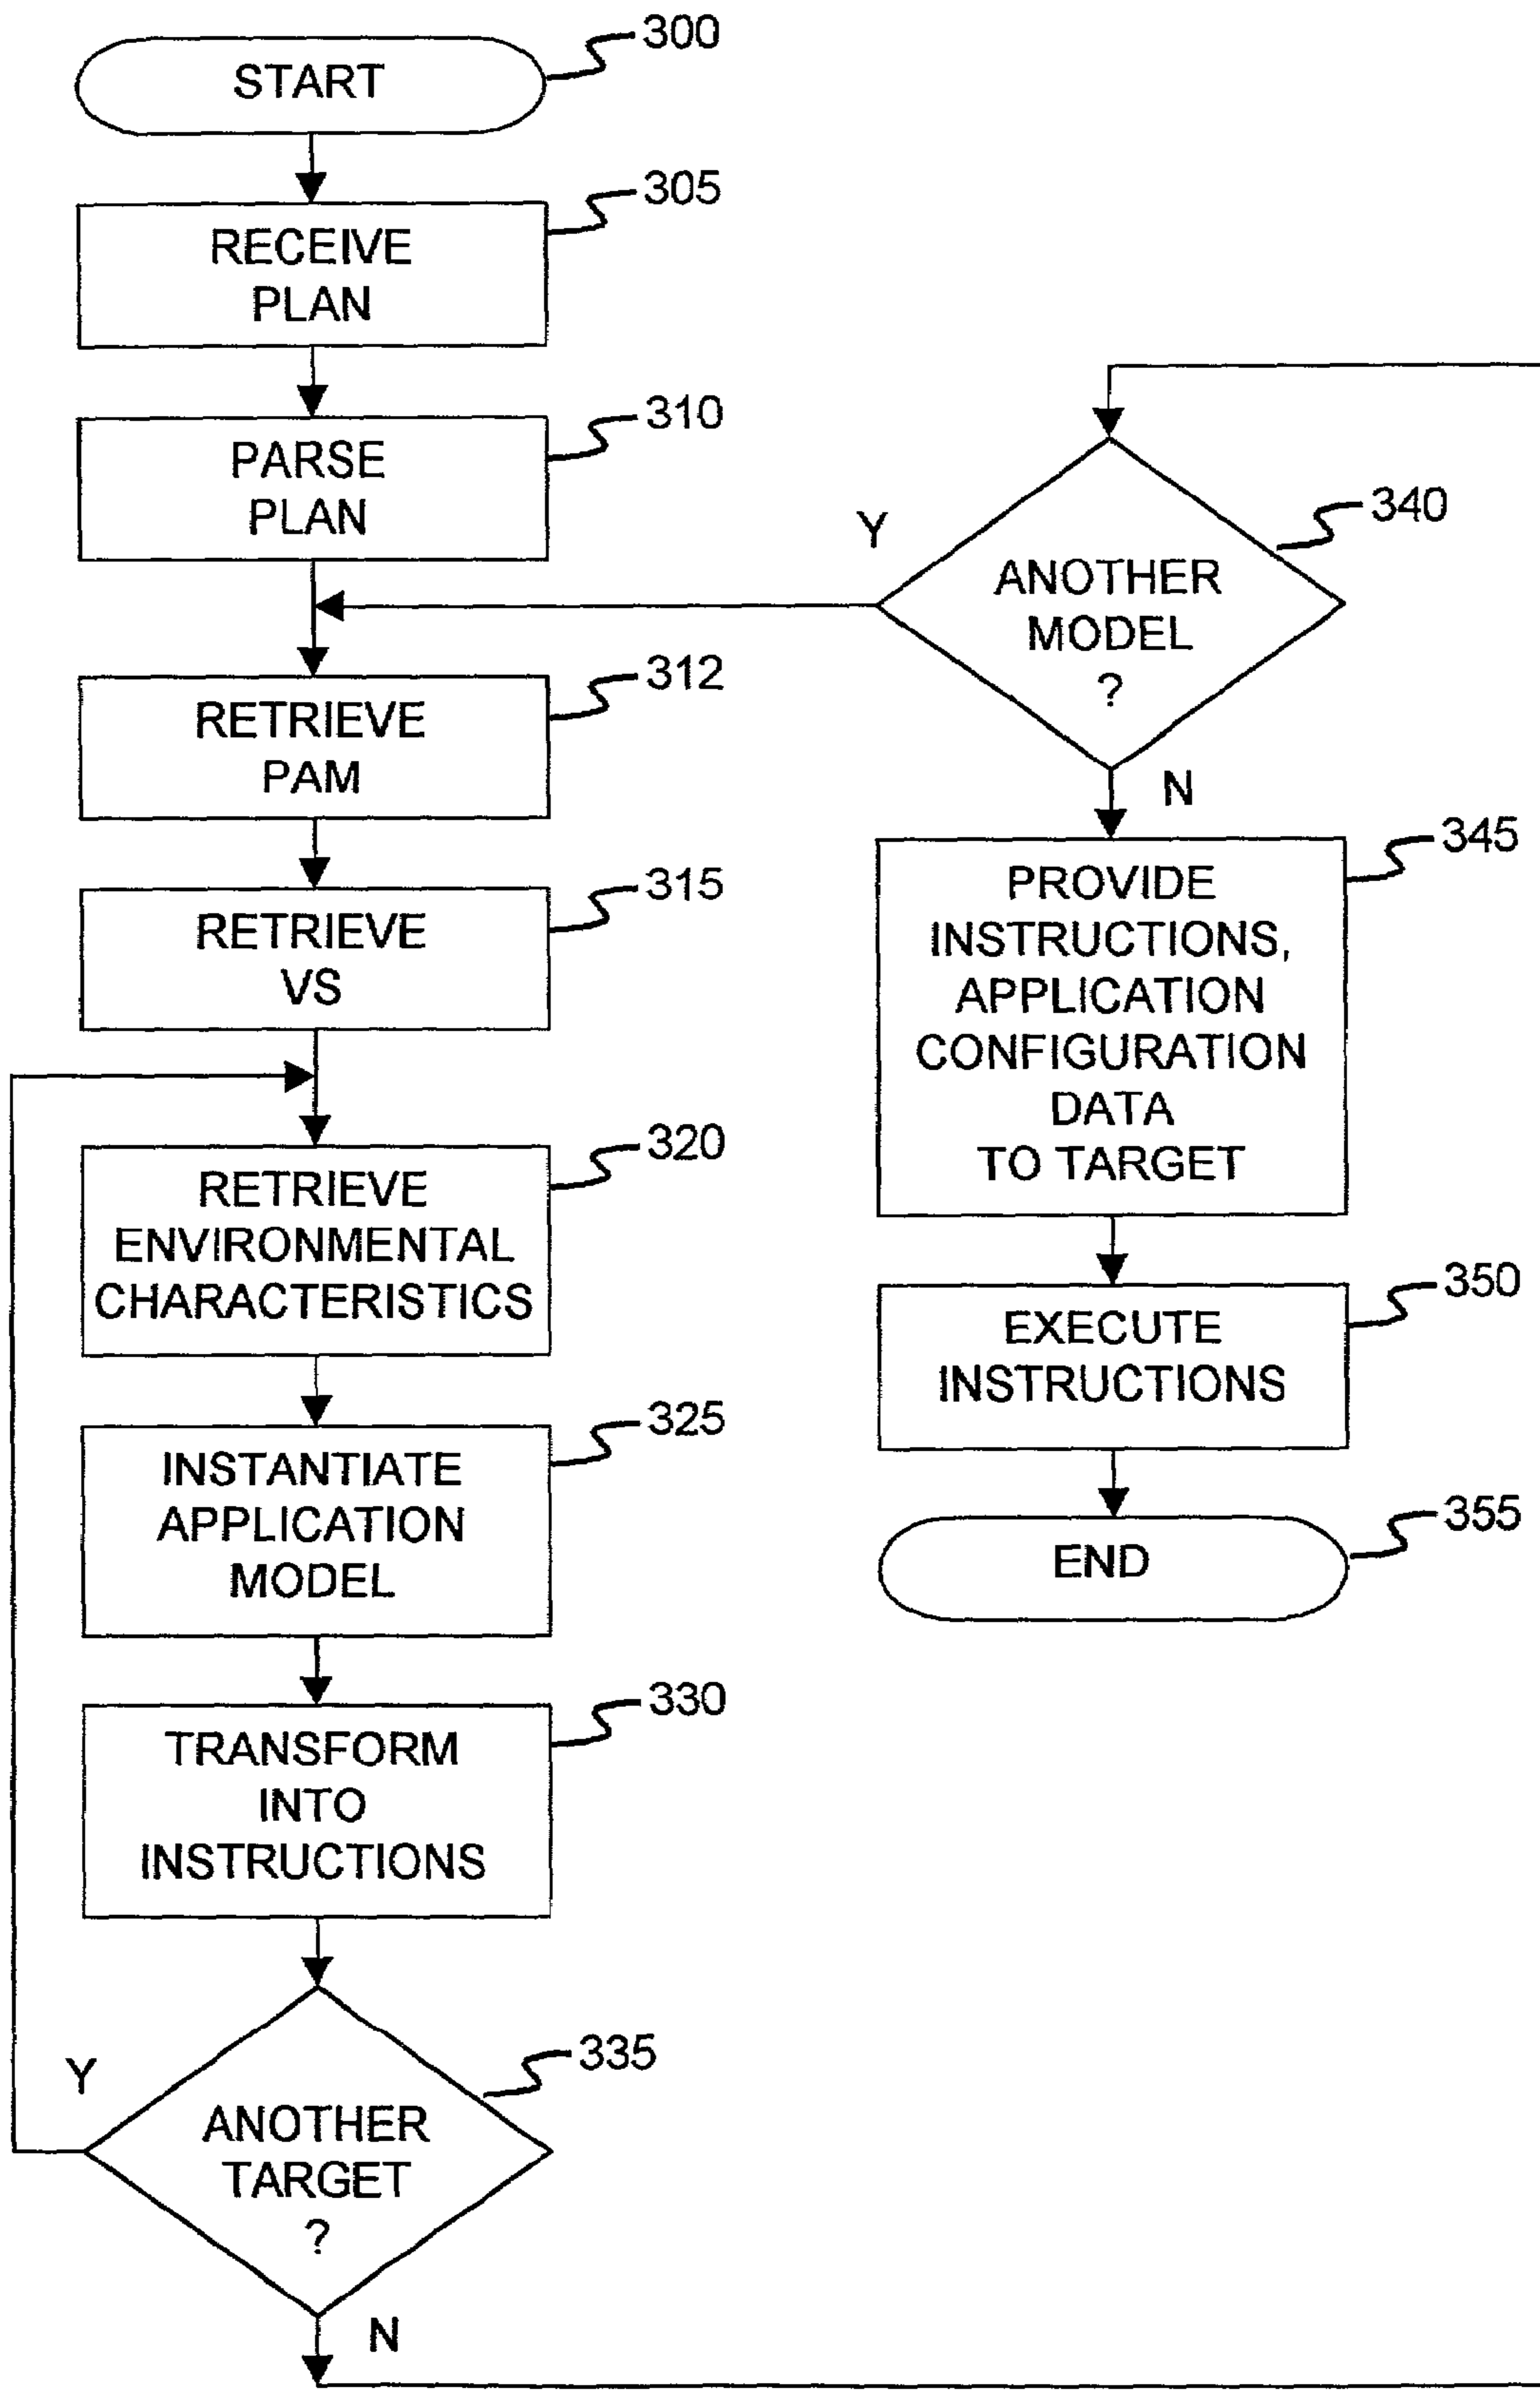 START
300
RECEIVE
PLAN
305
PARSE
PLAN
310
RETRIEVE
PAM
312
RETRIEVE
VS
315
RETRIEVE
ENVIRONMENTAL
CHARACTERISTICS
320
INSTANTIATE
APPLICATION
MODEL
325
TRANSFORM
INTO
INSTRUCTIONS
330
ANOTHER
TARGET
?
335
Y
N
ANOTHER
MODEL
?
340
Y
N
PROVIDE
INSTRUCTIONS,
APPLICATION
CONFIGURATION
DATA
TO TARGET
345
EXECUTE
INSTRUCTIONS
350
END
355